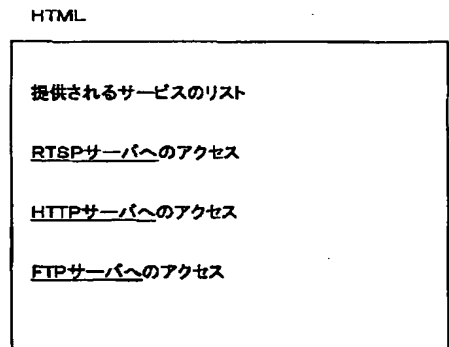 HTML
提供されるサービスのリスト
RTSPサーバへのアクセス
HTTPサーバへのアクセス
FTPサーバへのアクセス